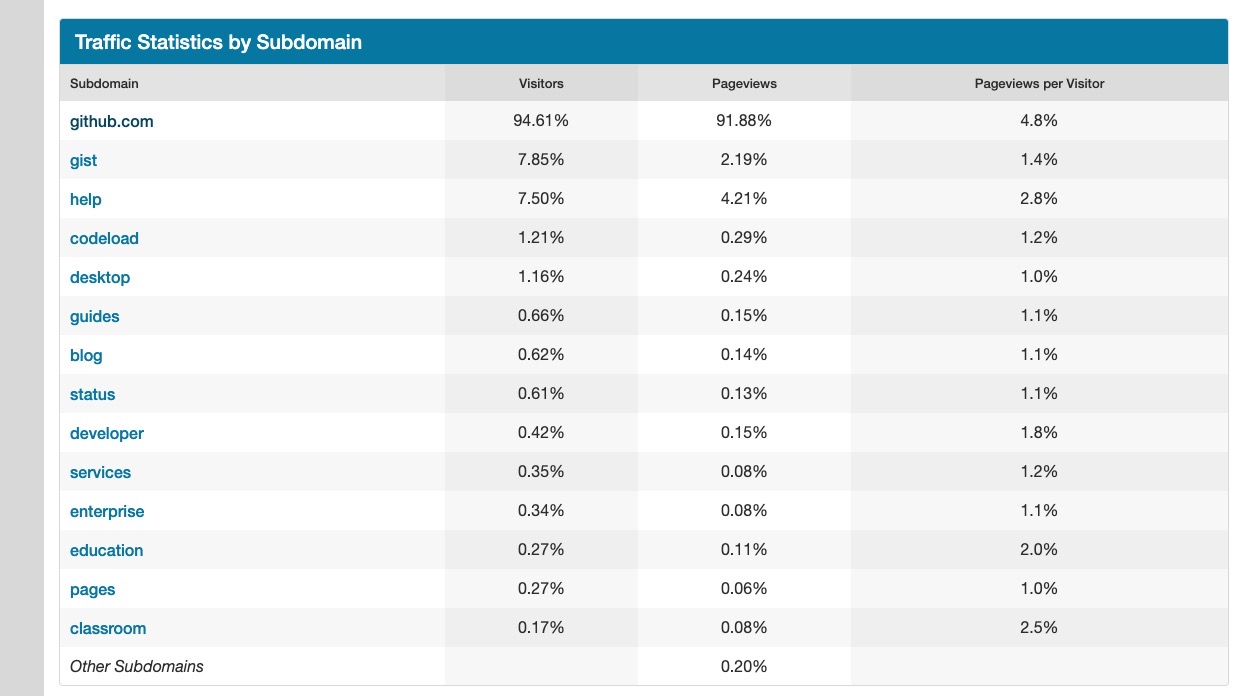 Traffic Statistics by Subdomain
Subdomain Visitors Pageviews Pageviews per Visitor
github.com 94.61% 91.88% 4.8%
gist 7.85% 2.19% 1.4%
help 7.50% 4.21% 2.8%
codeload 1.21% 0.29% 1.2%
desktop 1.16% 0.24% 1.0%
guides 0.66% 0.15% 1.1%
blog 0.62% 0.14% 1.1%
status 0.61% 0.13% 1.1%
developer 0.42% 0.15% 1.8%
services 0.35% 0.08% 1.2%
enterprise 0.34% 0.08% 1.1%
education 0.27% 0.11% 2.0%
pages 0.27% 0.06% 1.0%
classroom 0.17% 0.08% 2.5%
Other Subdomains 0.20%